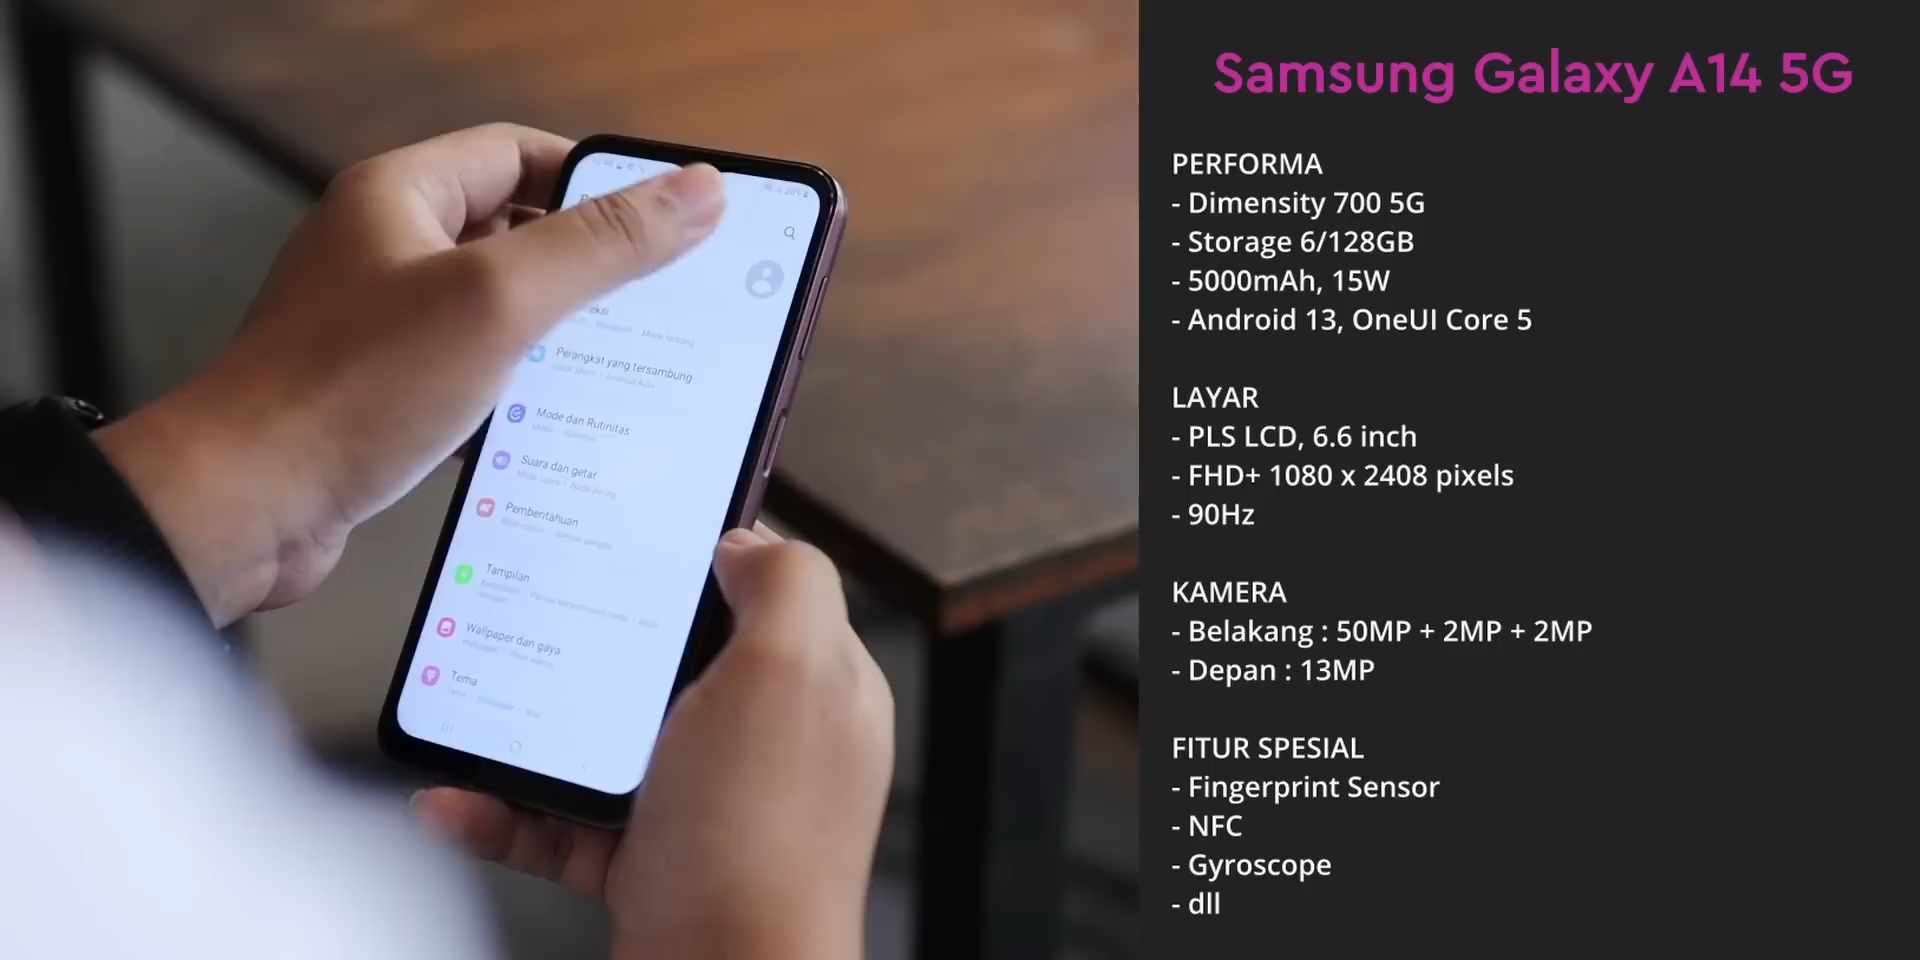 Samsung Galaxy A14 5G
PERFORMA
- Dimensity 700 5G
- Storage 6/128GB
- 5000mAh, 15W
- Android 13, OneUI Core 5
LAYAR
- PLS LCD, 6.6 inch
- FHD+ 1080 x 2408 pixels
- 90Hz
KAMERA
- Belakang : 50MP + 2MP + 2MP
- Depan : 13MP
FITUR SPESIAL
- Fingerprint Sensor
- NFC
- Gyroscope
- dll
Perangkat yang tersambung
Mode dan Rutinitas
Suara dan getar
Pemberitahuan
Tampilan
Wallpaper dan gaya
Tema